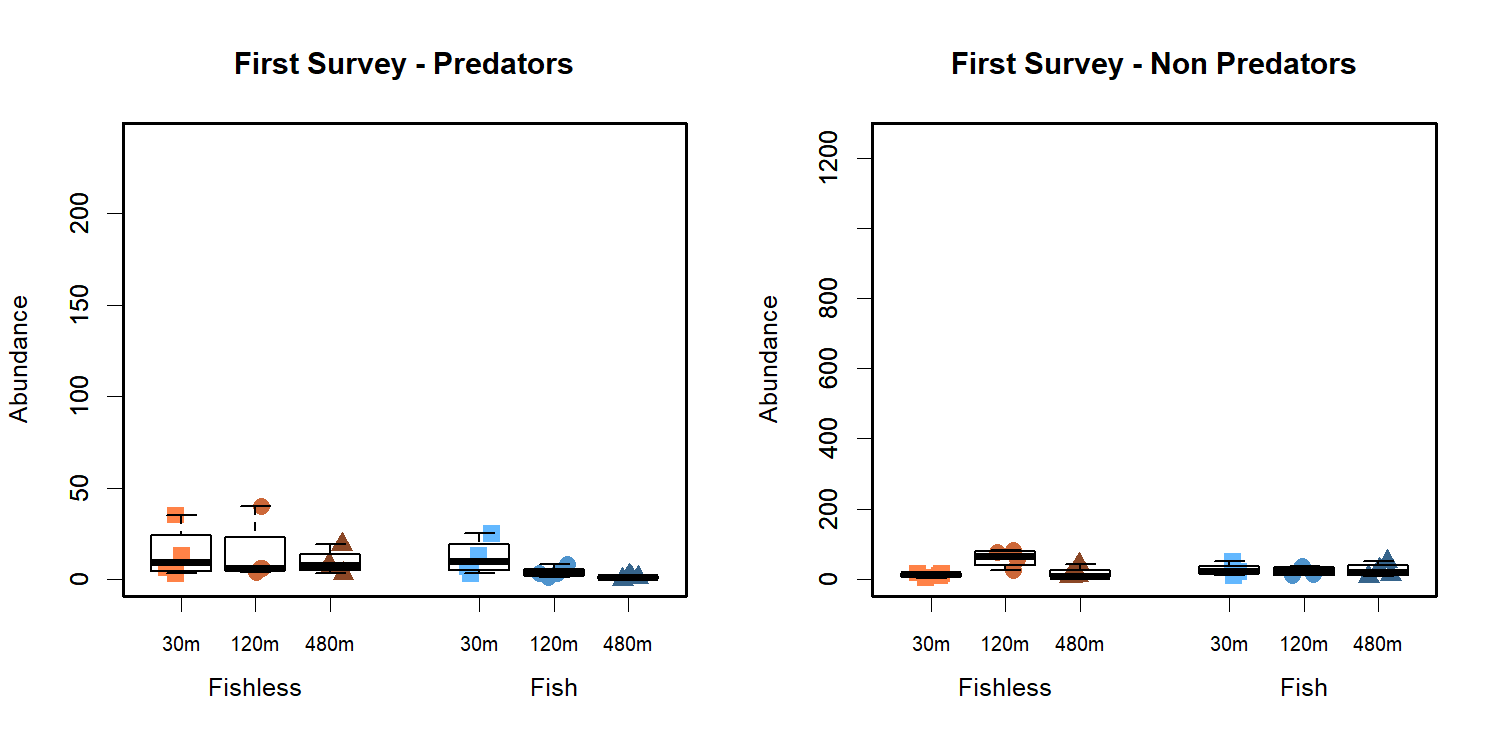 First Survey - Predators
Abundance
200
150
100
50
0
30m 120m 480m 30m 120m 480m
Fishless Fish
First Survey - Non Predators
Abundance
1200
800
600
400
200
0
30m 120m 480m 30m 120m 480m
Fishless Fish